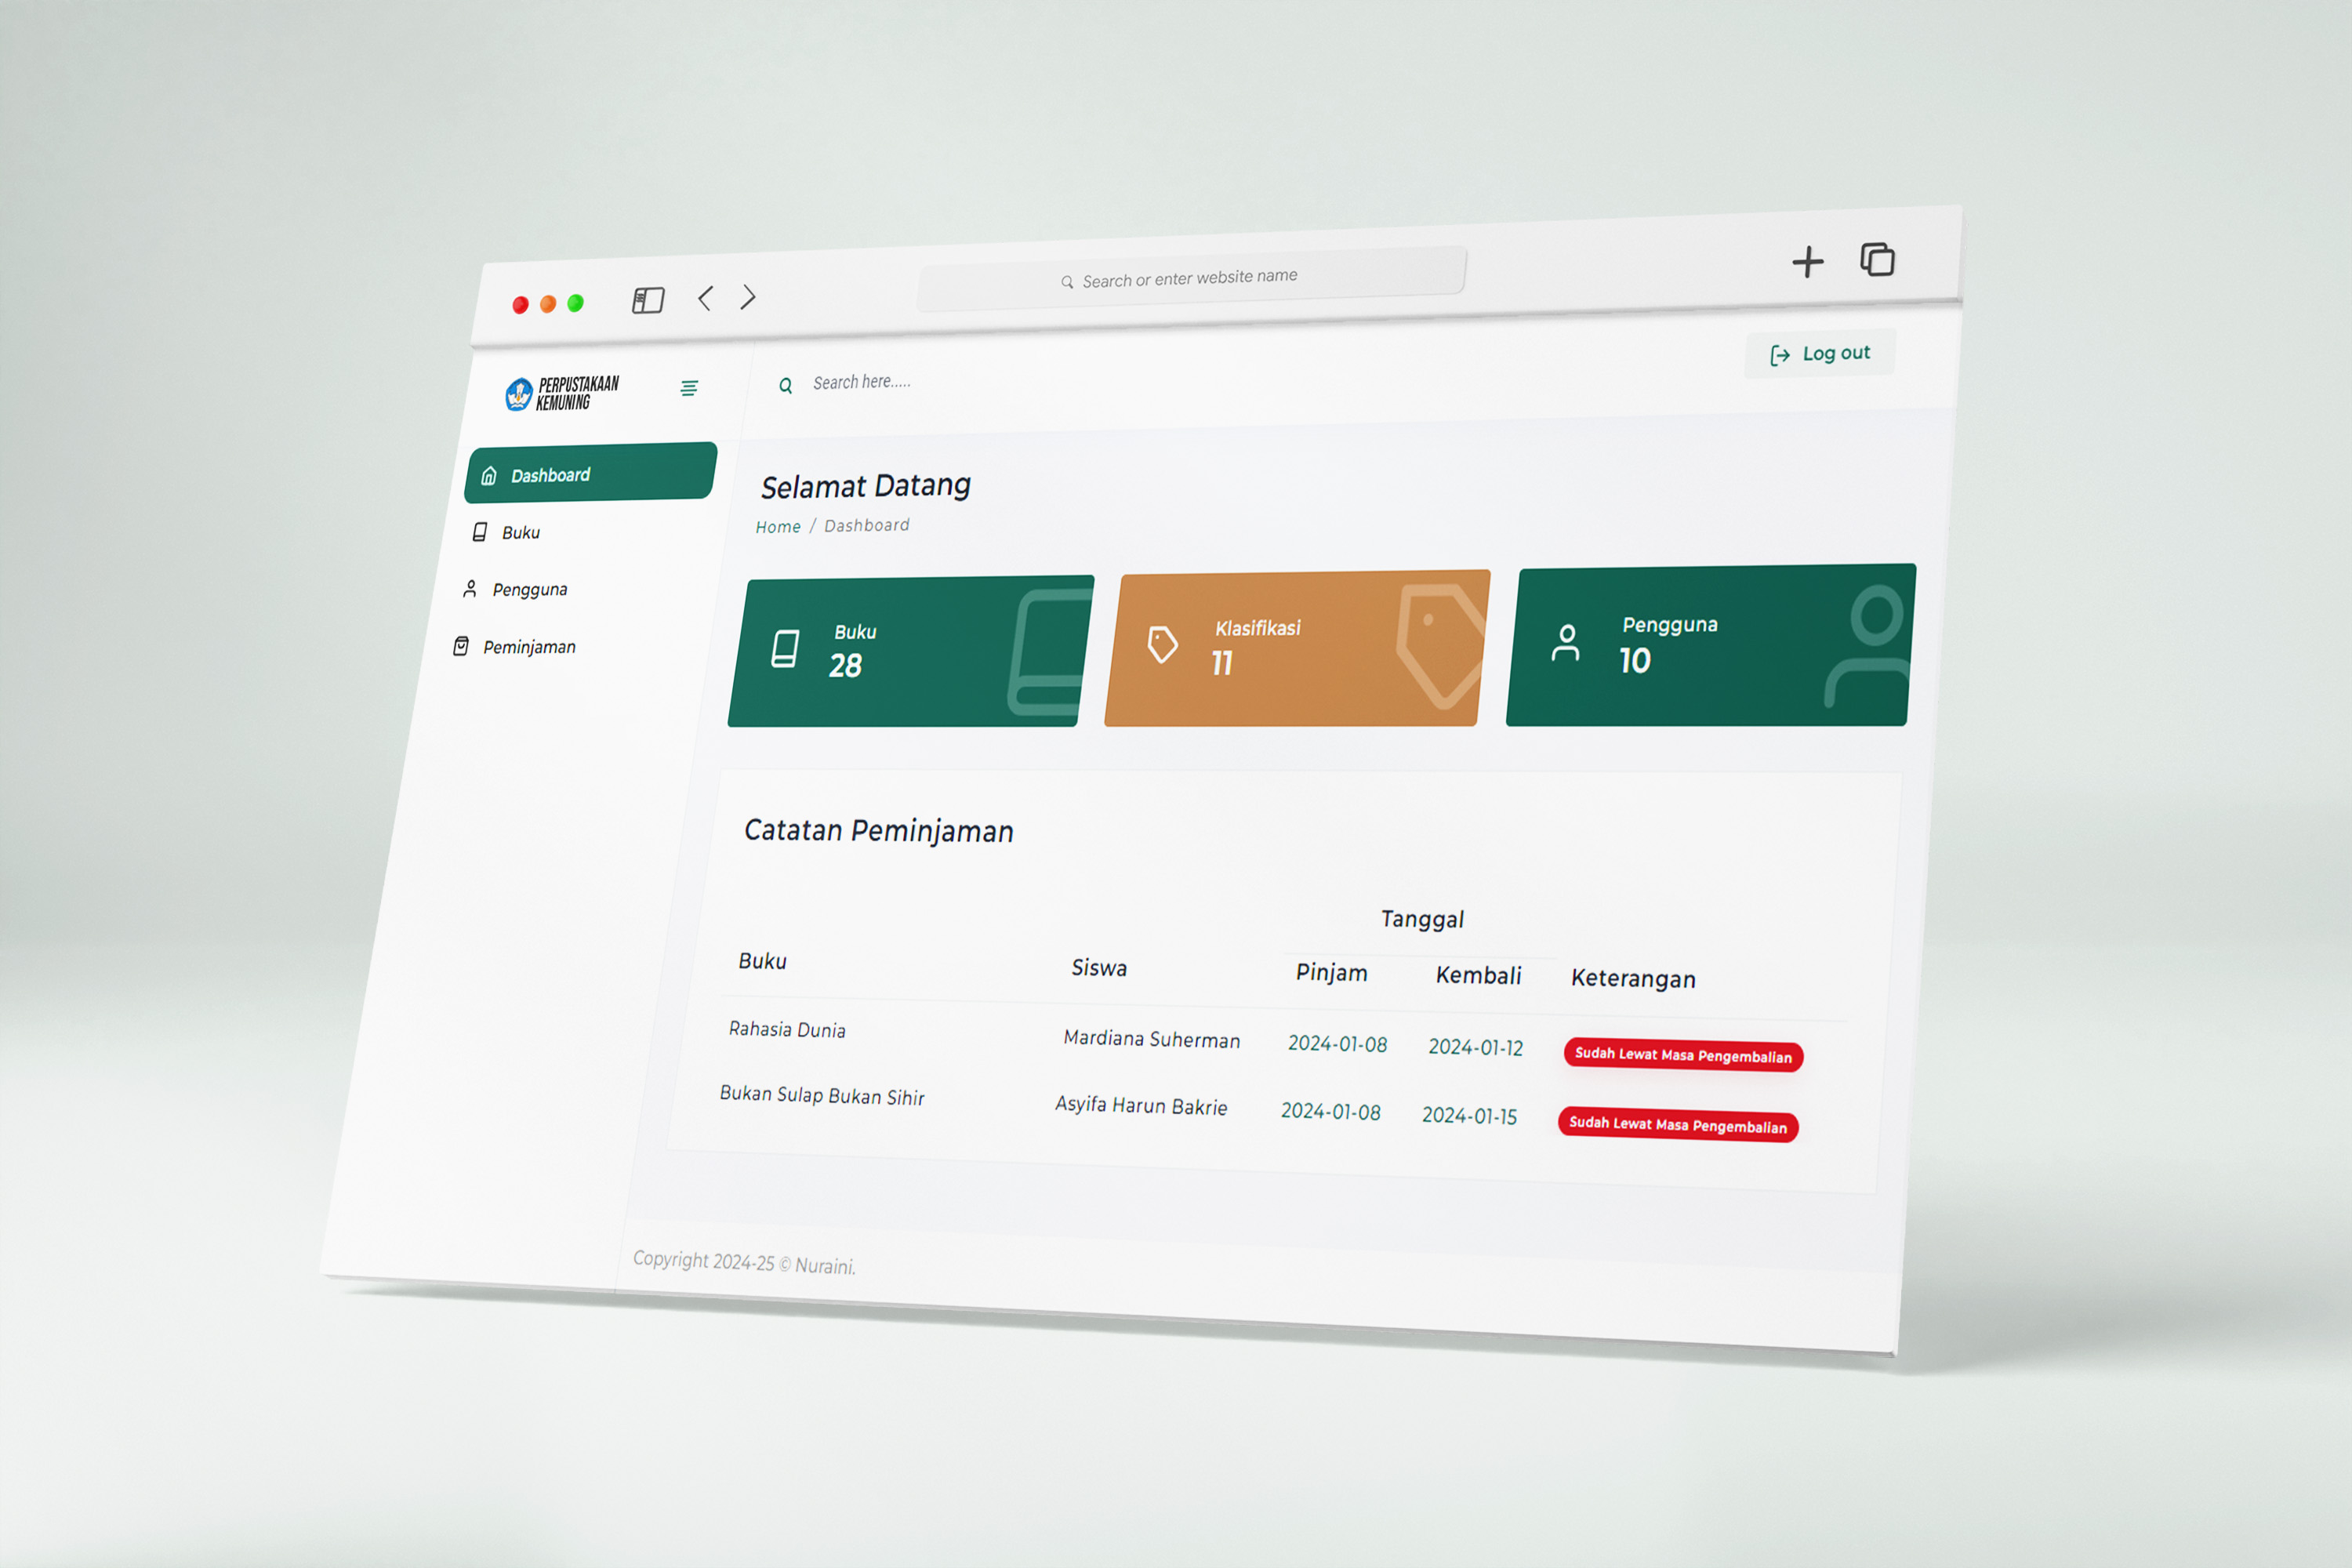 Search or enter website name
PERPUSTAKAAN
KEMUNING
Search here.....
Log out
Dashboard
Buku
Pengguna
Peminjaman
Selamat Datang
Home / Dashboard
Buku
28
Klasifikasi
11
Pengguna
10
Catatan Peminjaman
Tanggal
Buku Siswa Pinjam Kembali Keterangan
Rahasia Dunia Mardiana Suherman 2024-01-08 2024-01-12 Sudah Lewat Masa Pengembalian
Bukan Sulap Bukan Sihir Asyifa Harun Bakrie 2024-01-08 2024-01-15 Sudah Lewat Masa Pengembalian
Copyright 2024-25 © Nuraini.